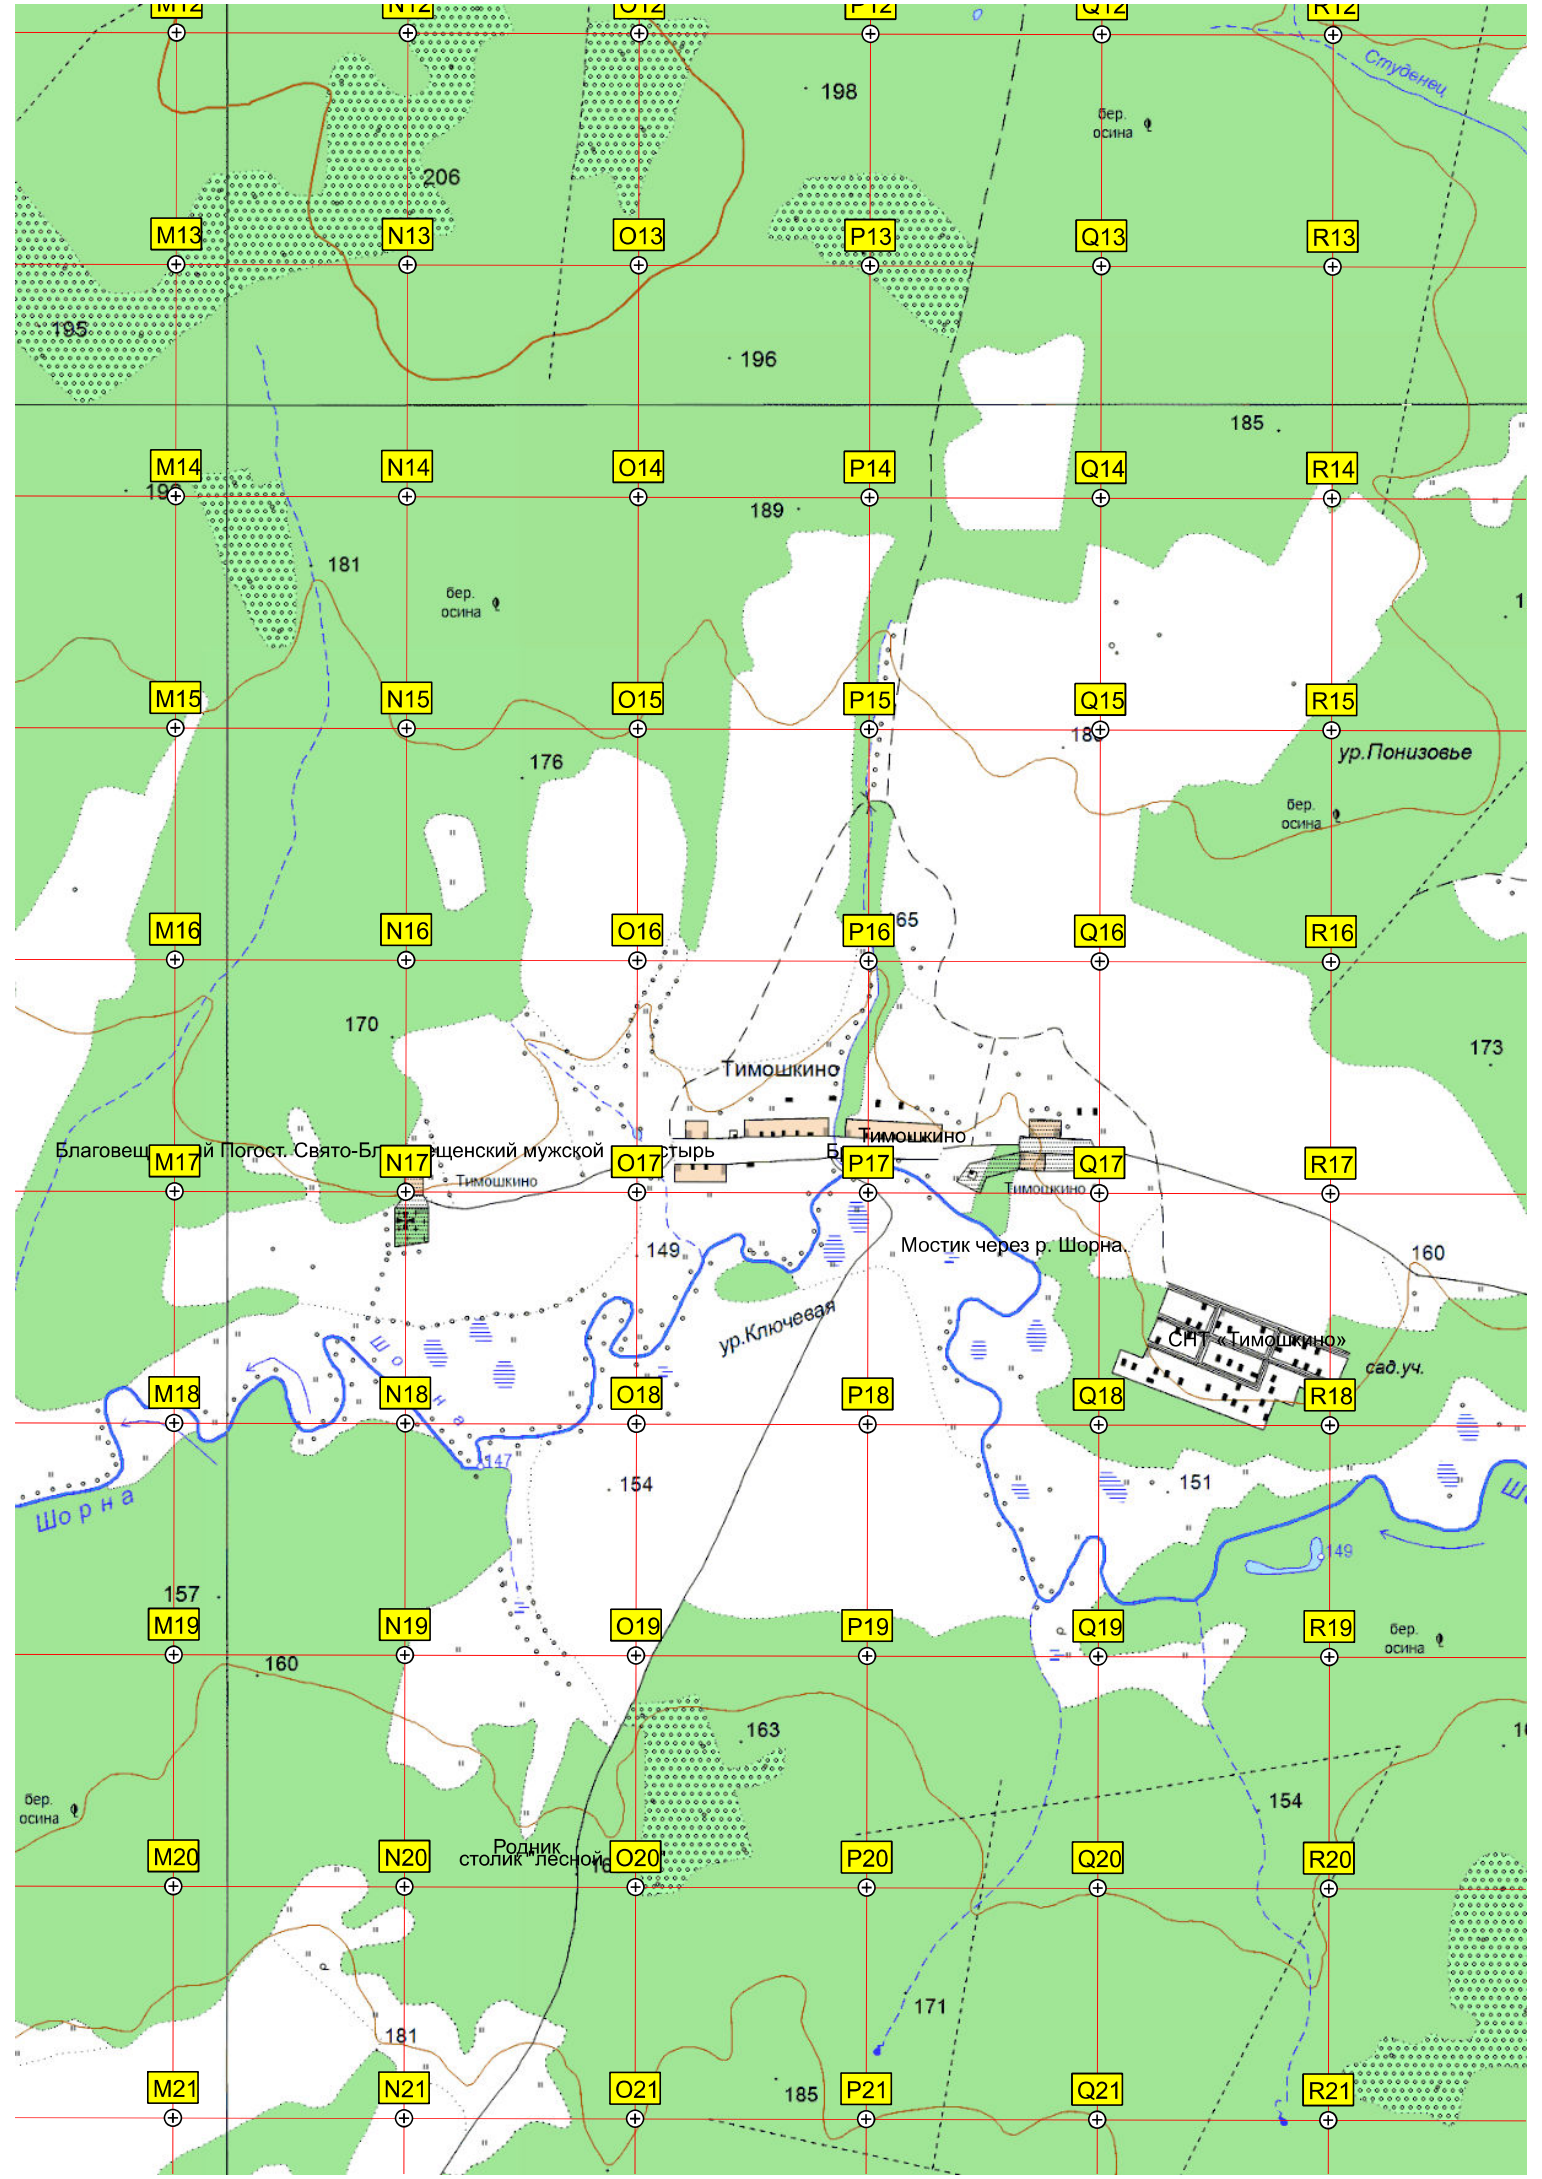 M12 N12 O12 P12 Q12 R12
Студенец
198
бер.
осина
206
M13 N13 O13 P13 Q13 R13
195
196
185
M14 N14 O14 P14 Q14 R14
189
181
бер.
осина
M15 N15 O15 P15 Q15 R15
ур.Понизовье
176
бер.
осина
M16 N16 O16 P16 Q16 R16
65
170
173
Тимошкино
Тимошкино
M17 N17 O17 P17 Q17 R17
Тимошкино
Тимошкино
149
Мостик через р. Шорна.
160
ур.Ключевая
СНТ «Тимошкино»
сад.уч.
M18 N18 O18 P18 Q18 R18
147
154
151
Шорна
149
157
M19 N19 O19 P19 Q19 R19
бер.
осина
160
163
154
бер.
осина
Родник
столик "лесной
M20 N20 O20 P20 Q20 R20
171
181
185
M21 N21 O21 P21 Q21 R21